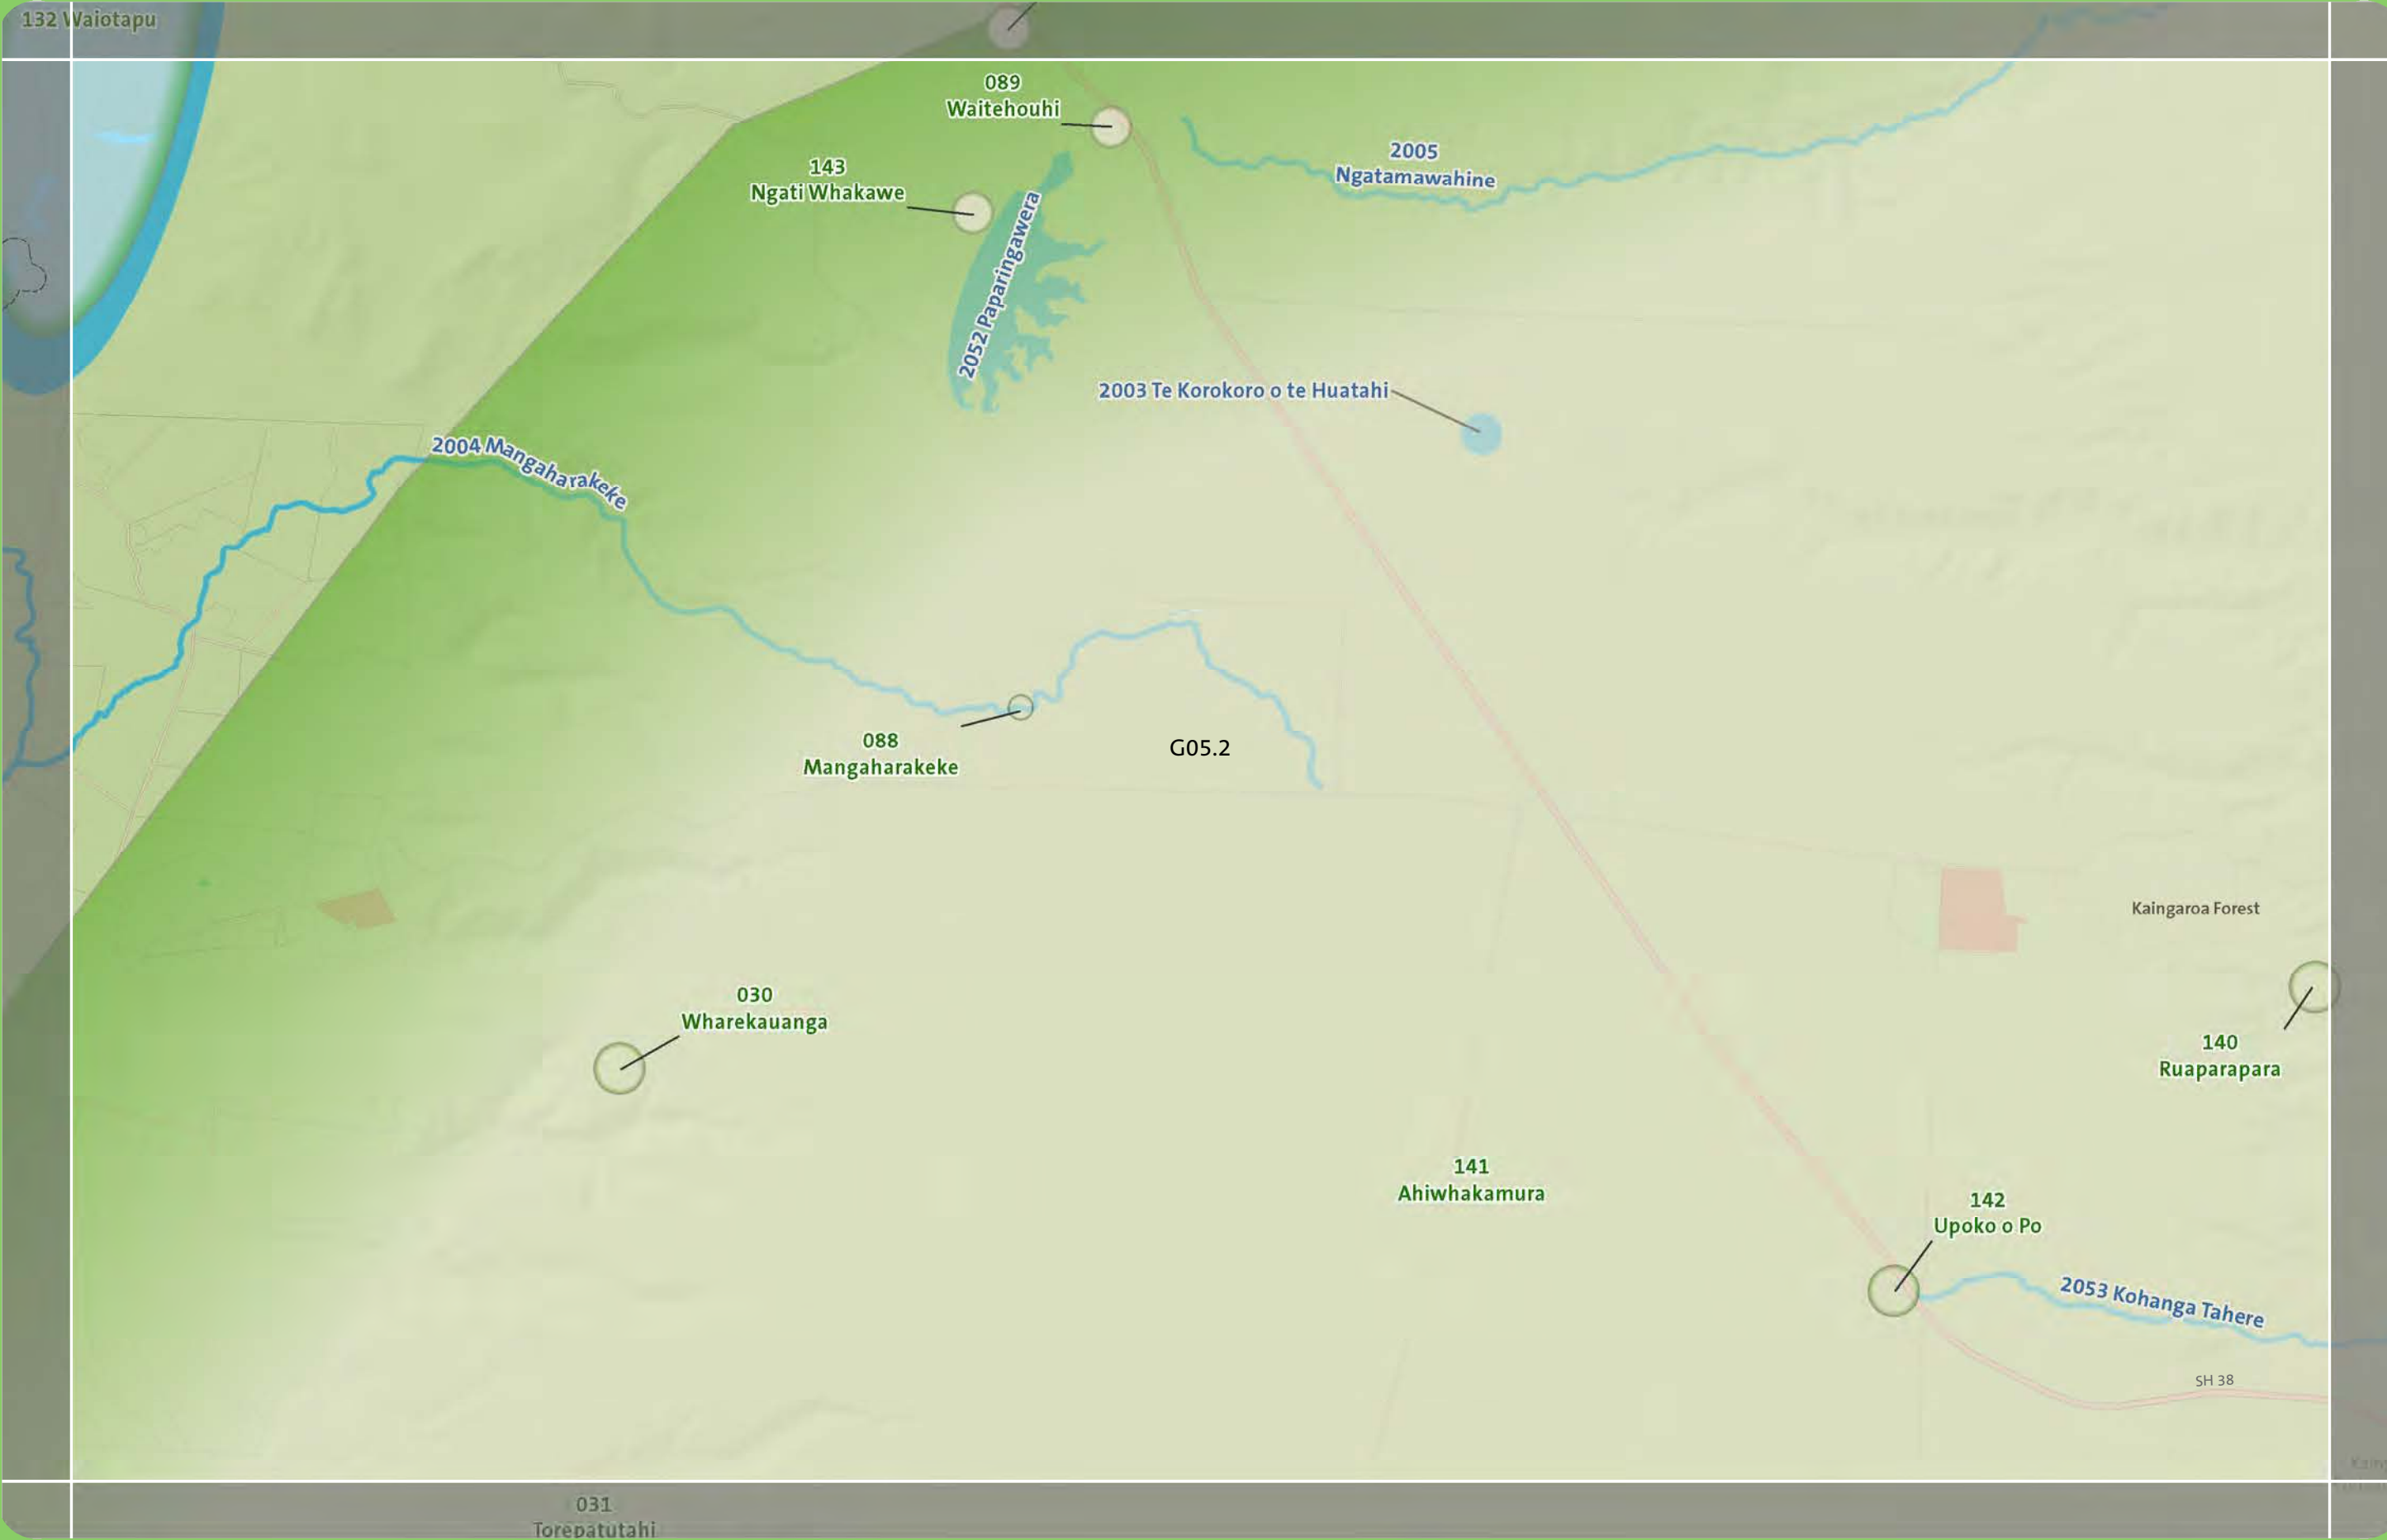 132 Waiotapu
089
Waitehouhi
143
Ngati Whakawe
2005
Ngatamawahine
2052 Paparingawera
2003 Te Korokoro o te Huatahi
2004 Mangaharakeke
088
Mangaharakeke
G05.2
Kaingaroa Forest
030
Wharekauanga
140
Ruaparapara
141
Ahiwhakamura
142
Upoko o Po
2053 Kohanga Tahere
SH 38
031
Torepatutahi